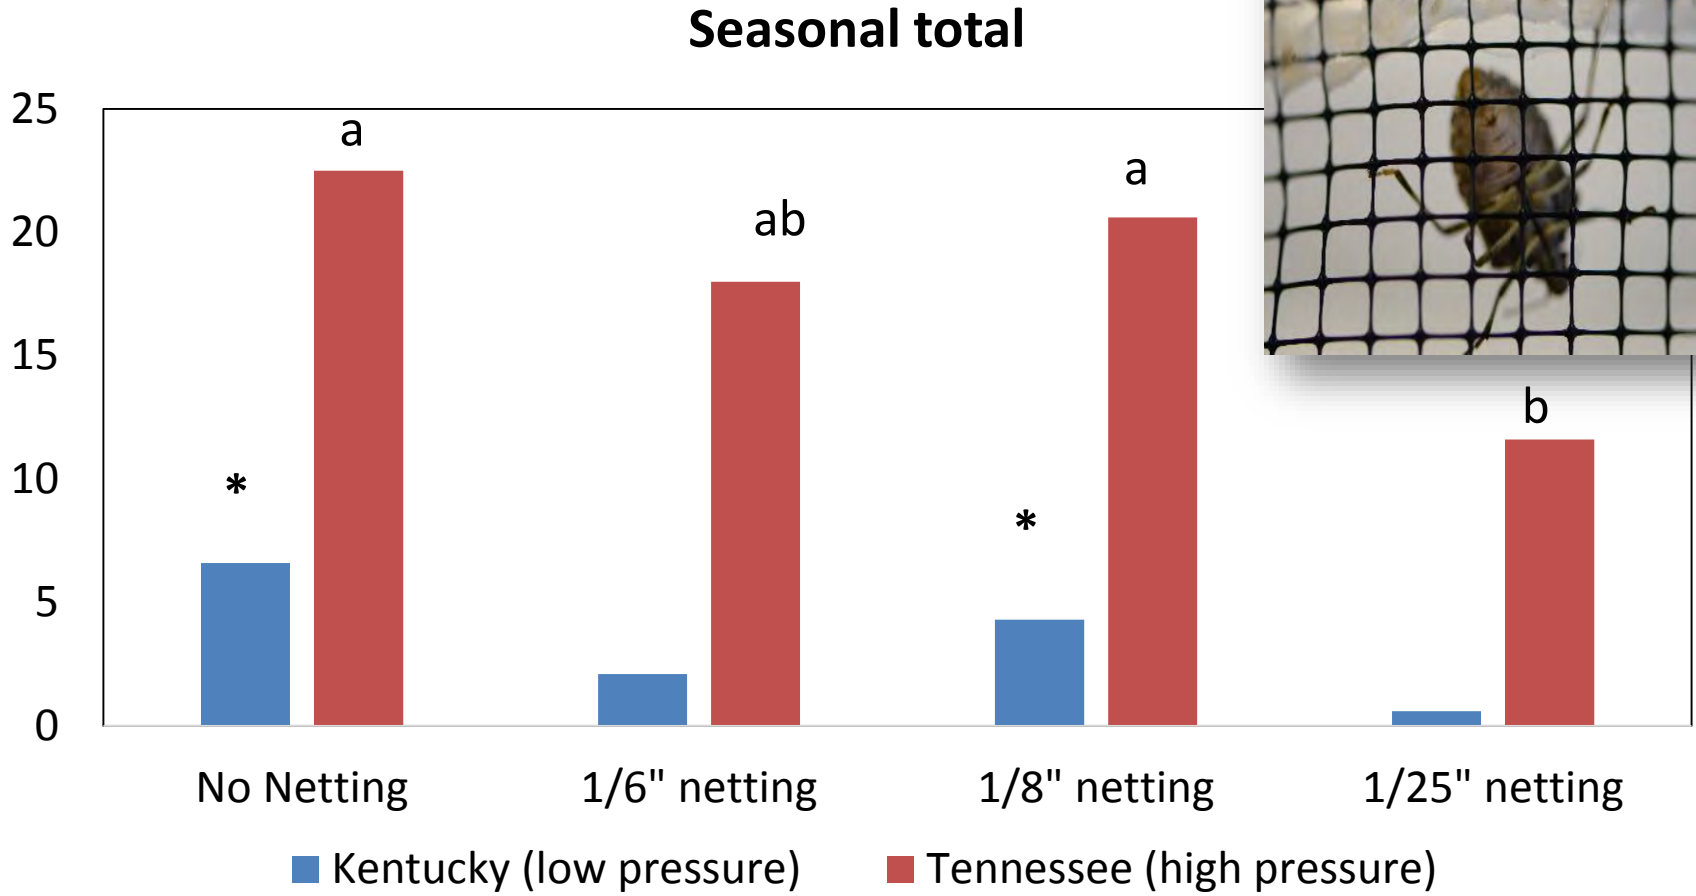 Seasonal total
25
20
15
10
5
0
a
ab
a
b
*
*
No Netting
1/6" netting
1/8" netting
1/25" netting
Kentucky (low pressure)
Tennessee (high pressure)